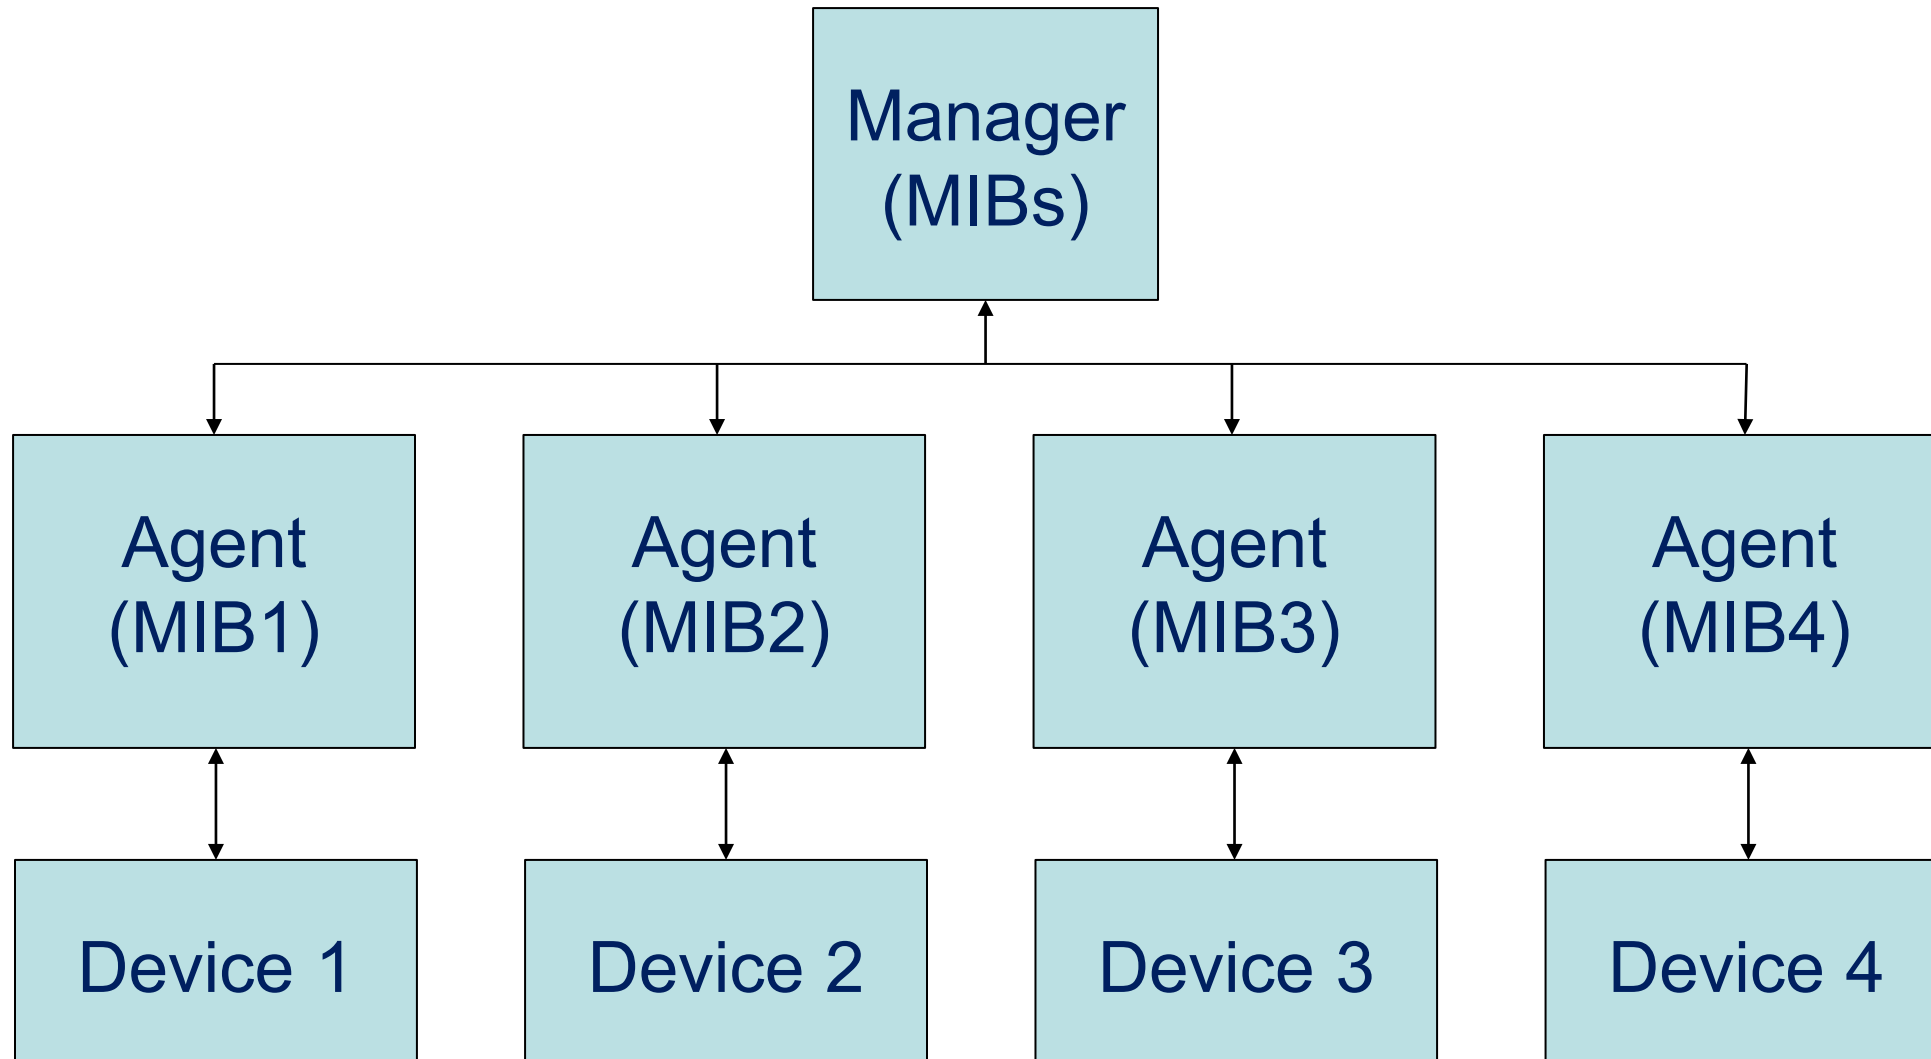 Manager
(MIBs)
Agent
(MIB1)
Agent
(MIB2)
Agent
(MIB3)
Agent
(MIB4)
Device 1
Device 2
Device 3
Device 4